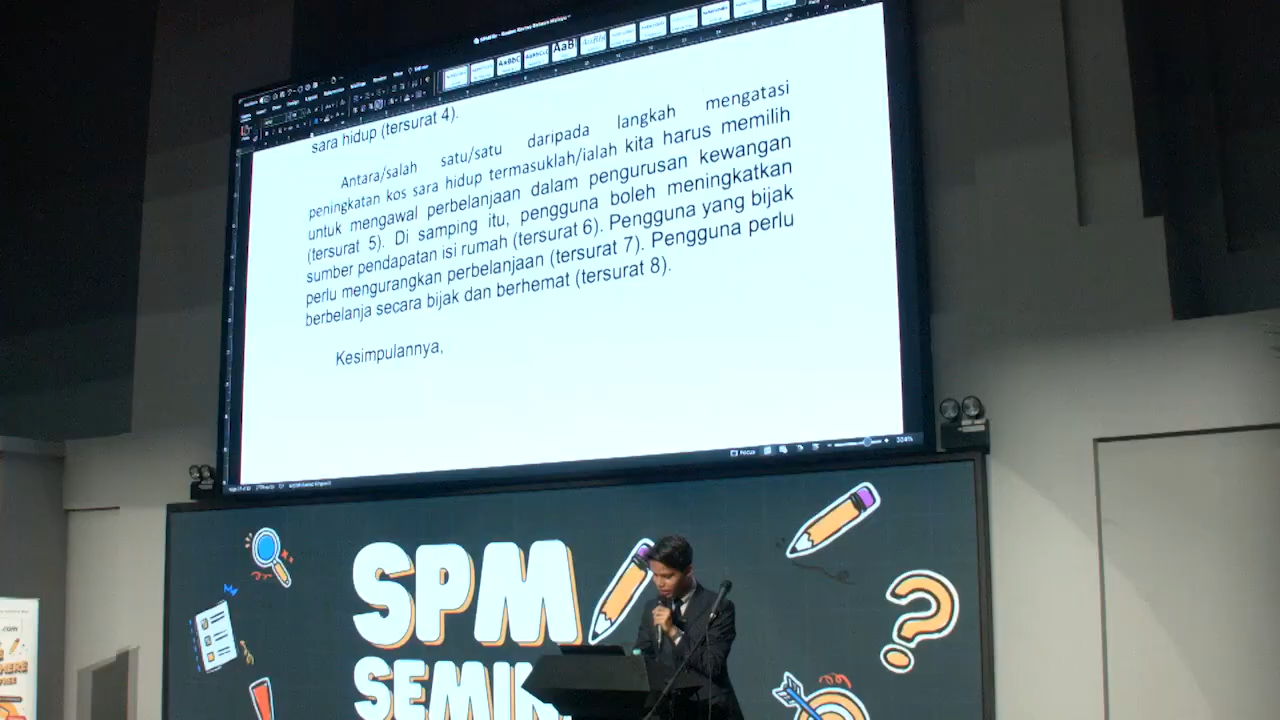 sara hidup (tersurat 4).
Antara/salah satu/satu daripada langkah mengatasi
peningkatan kos sara hidup termasuklah/ialah kita harus memilih
untuk mengawal perbelanjaan dalam pengurusan kewangan
(tersurat 5). Di samping itu, pengguna boleh meningkatkan
sumber pendapatan isi rumah (tersurat 6). Pengguna yang bijak
perlu mengurangkan perbelanjaan (tersurat 7). Pengguna perlu
berbelanja secara bijak dan berhemat (tersurat 8).
Kesimpulannya,
Focus
304%
SPM
.com